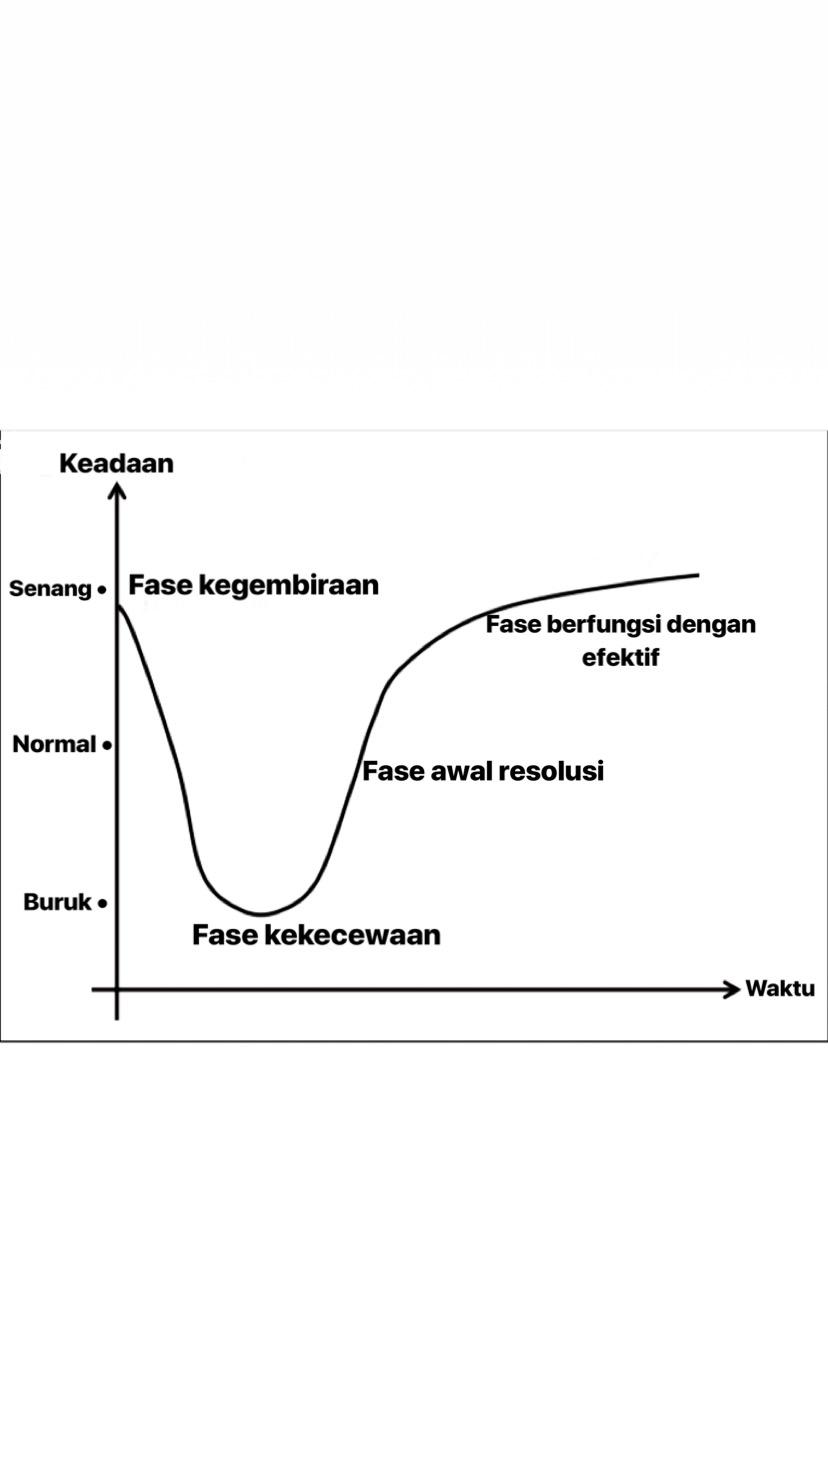 Keadaan
Senang
Fase kegembiraan
Fase berfungsi dengan
efektif
Normal
Fase awal resolusi
Buruk
Fase kekecewaan
Waktu